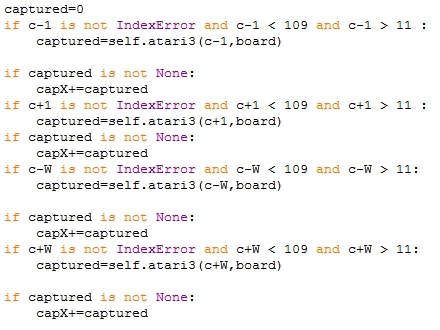 captured=0
if c-1 is not IndexError and c-1 < 109 and c-1 > 11 :
    captured=self.atari3(c-1,board)

if captured is not None:
    capX+=captured
if c+1 is not IndexError and c+1 < 109 and c+1 > 11 :
    captured=self.atari3(c+1,board)
if captured is not None:
    capX+=captured
if c-W is not IndexError and c-W < 109 and c-W > 11:
    captured=self.atari3(c-W,board)

if captured is not None:
    capX+=captured
if c+W is not IndexError and c+W < 109 and c+W > 11:
    captured=self.atari3(c+W,board)

if captured is not None:
    capX+=captured